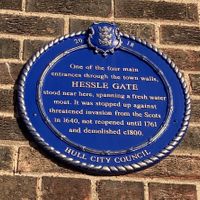 2018
One of the four main
entrances through the town walls,
HESSLE GATE
stood near here, spanning a fresh water
moat. It was stopped up against
threatened invasion from the Scots
in 1640, not reopened until 1761
and demolished c1800.
HULL CITY COUNCIL